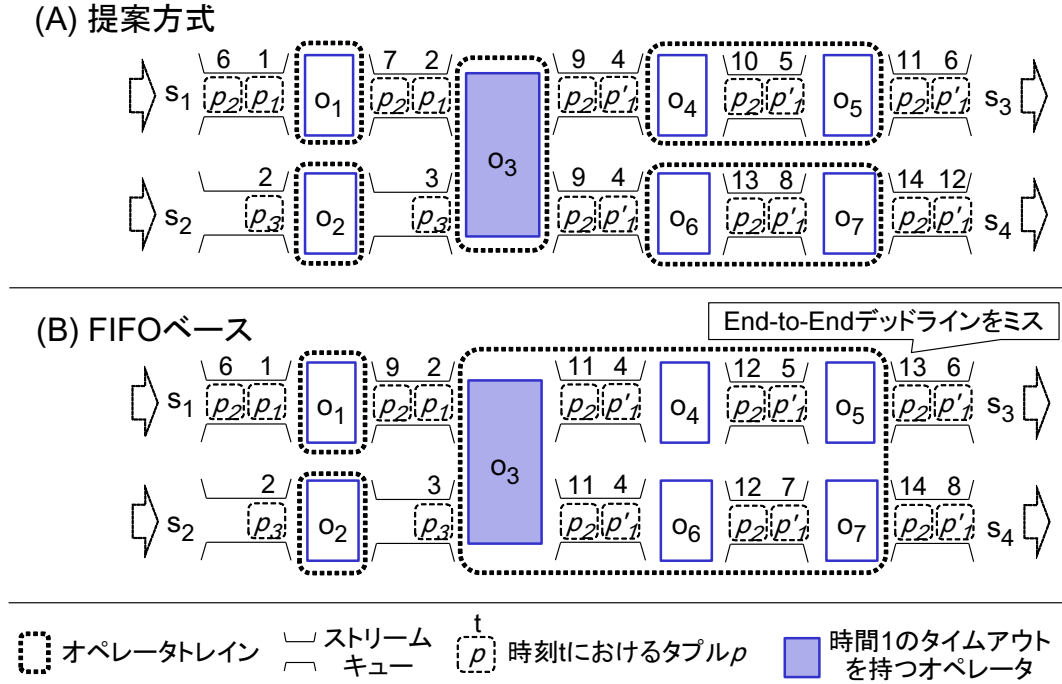 (A) 提案方式
6 1 7 2 9 4 10 5 11 6
s1 p2 p1 o1 p2 p1 p2 p'1 o4 p2 p'1 o5 p2 p'1 s3
o3
2 3 9 4 13 8 14 12
s2 p3 o2 p3 p2 p'1 o6 p2 p'1 o7 p2 p'1 s4
End-to-Endデッドラインをミス
(B) FIFOベース
6 1 9 2 11 4 12 5 13 6
s1 p2 p1 o1 p2 p1 p2 p'1 o4 p2 p'1 o5 p2 p'1 s3
o3
2 3 11 4 12 7 14 8
s2 p3 o2 p3 p2 p'1 o6 p2 p'1 o7 p2 p'1 s4
オペレータトレイン
ストリーム
キュー
t
p
時刻tにおけるタプルp
時間1のタイムアウト
を持つオペレータ